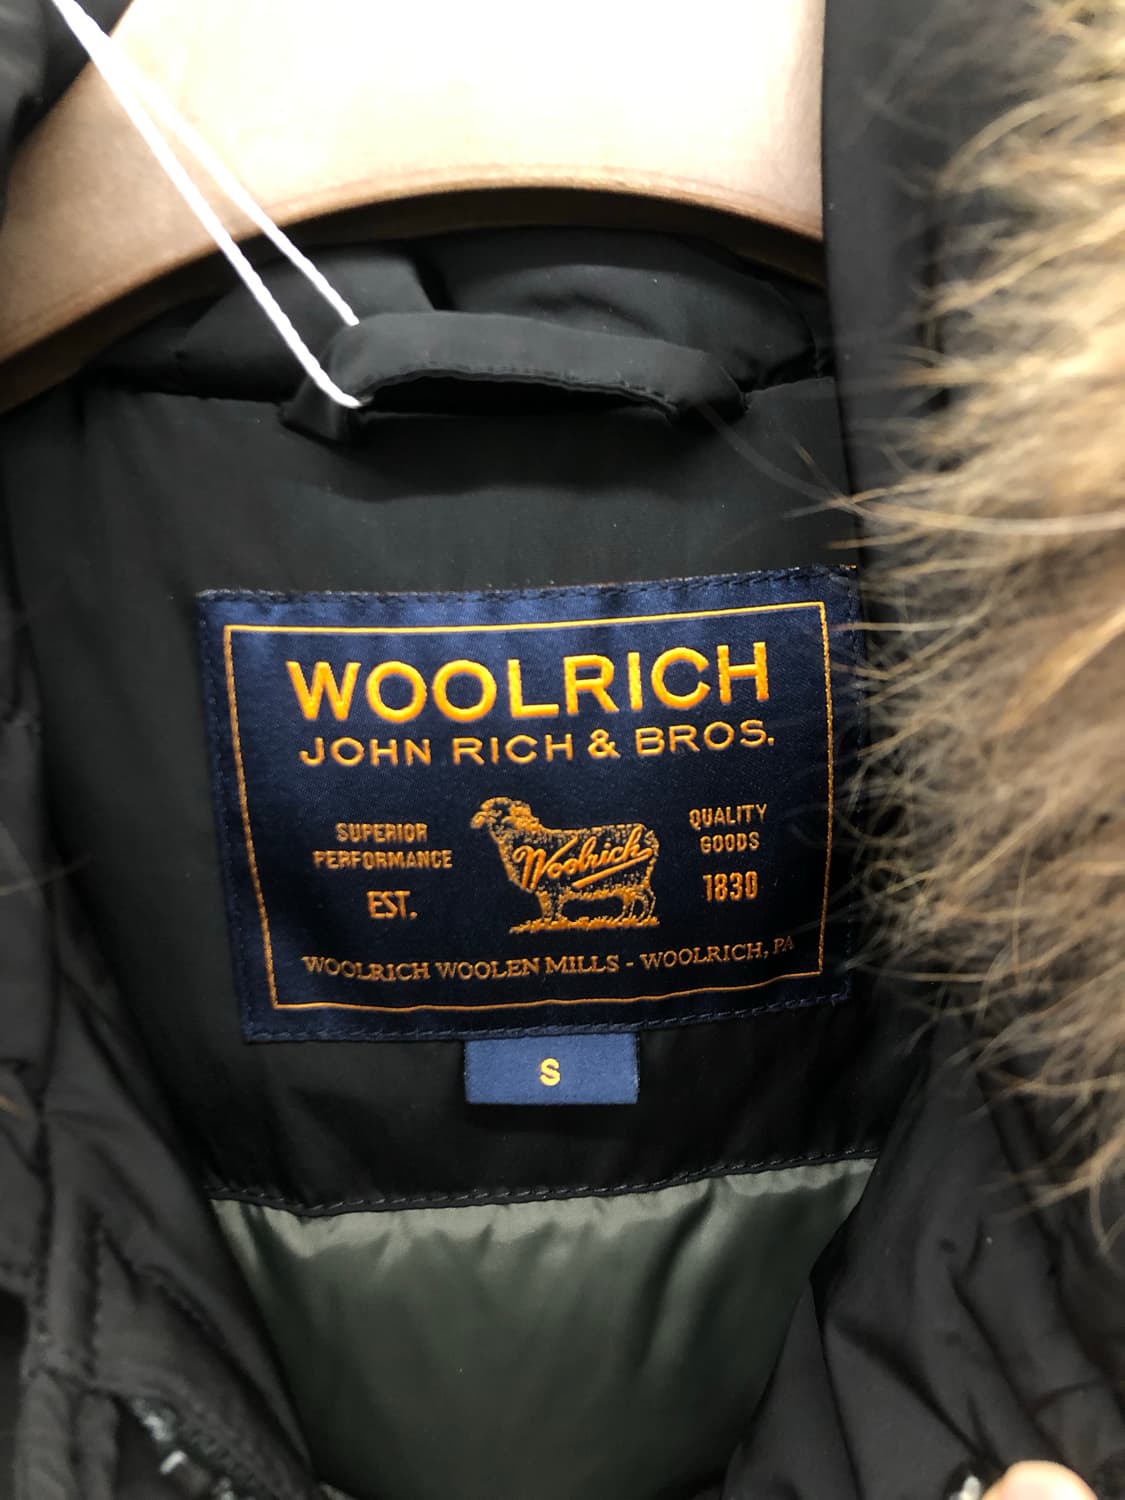 WOOLRICH
JOHN RICH & BROS.
SUPERIOR
PERFORMANCE
EST.
Woolrich
QUALITY
GOODS
1830
WOOLRICH WOOLEN MILLS - WOOLRICH, PA
S